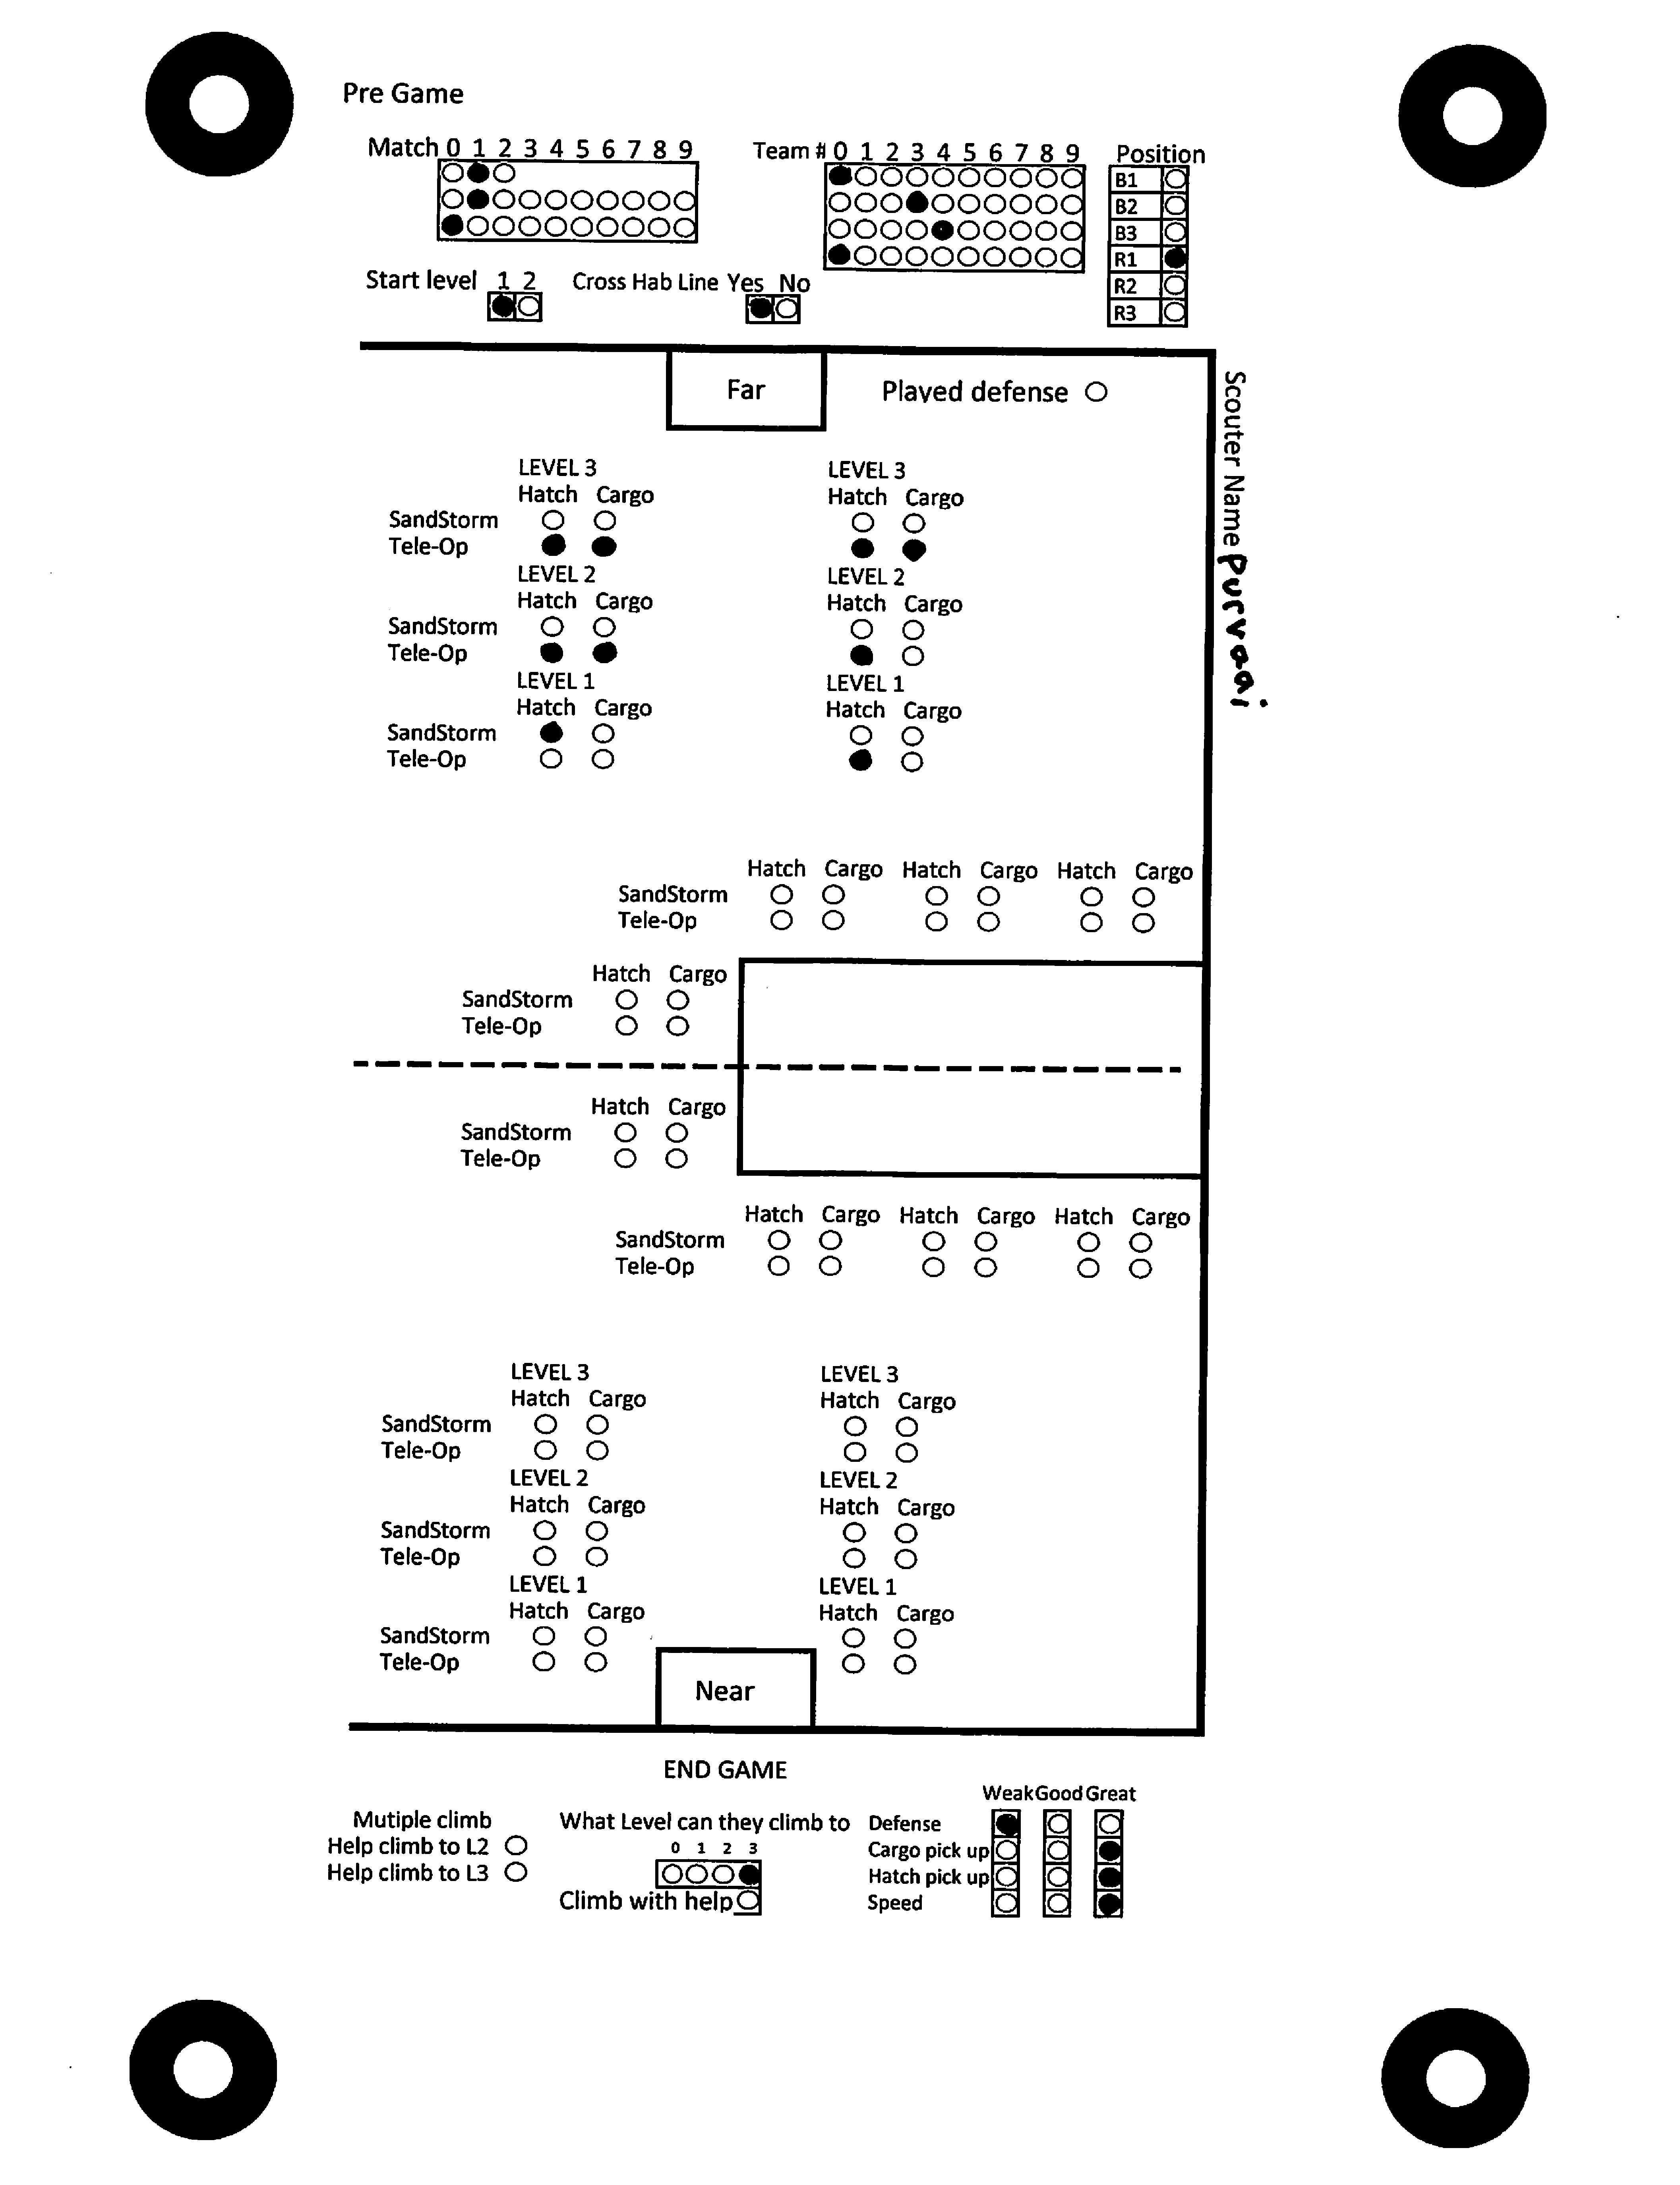 Pre Game
Match 0 1 2 3 4 5 6 7 8 9
Team # 0 1 2 3 4 5 6 7 8 9
Position
B1
B2
B3
R1
R2
R3
Start level 1 2
Cross Hab Line Yes No
Far
Played defense
Scouter Name Purvaai
LEVEL 3 LEVEL 3
Hatch Cargo Hatch Cargo
SandStorm
Tele-Op
LEVEL 2 LEVEL 2
Hatch Cargo Hatch Cargo
SandStorm
Tele-Op
LEVEL 1 LEVEL 1
Hatch Cargo Hatch Cargo
SandStorm
Tele-Op
Hatch Cargo Hatch Cargo Hatch Cargo
SandStorm
Tele-Op
Hatch Cargo
SandStorm
Tele-Op
Hatch Cargo
SandStorm
Tele-Op
Hatch Cargo Hatch Cargo Hatch Cargo
SandStorm
Tele-Op
LEVEL 3 LEVEL 3
Hatch Cargo Hatch Cargo
SandStorm
Tele-Op
LEVEL 2 LEVEL 2
Hatch Cargo Hatch Cargo
SandStorm
Tele-Op
LEVEL 1 LEVEL 1
Hatch Cargo Hatch Cargo
SandStorm
Tele-Op
Near
END GAME
Mutiple climb
Help climb to L2
Help climb to L3
What Level can they climb to
0 1 2 3
Climb with help
Weak Good Great
Defense
Cargo pick up
Hatch pick up
Speed